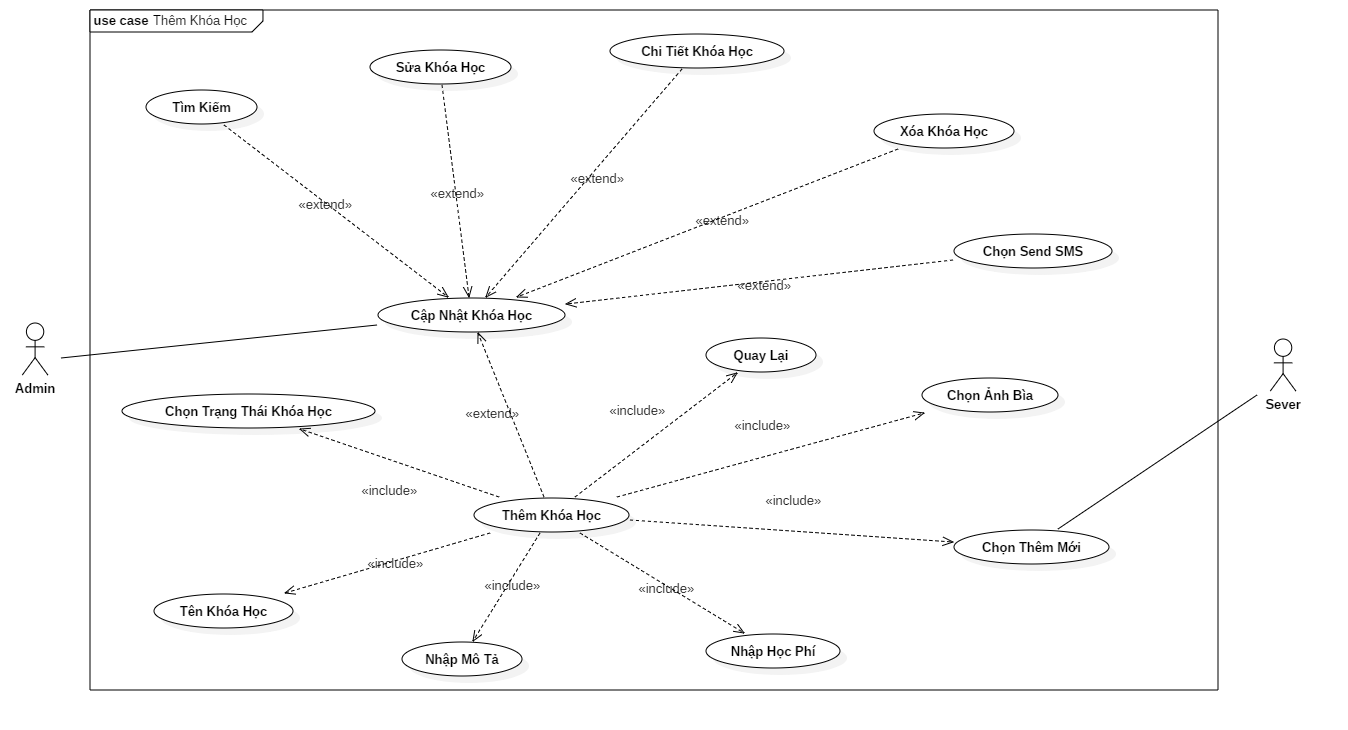 use case Thêm Khóa Học
Chi Tiết Khóa Học
Sửa Khóa Học
Tìm Kiếm
Xóa Khóa Học
«extend»
«extend»
«extend»
«extend»
Chọn Send SMS
«extend»
Cập Nhật Khóa Học
Quay Lại
Admin
Chọn Ảnh Bìa
Sever
Chọn Trạng Thái Khóa Học
«extend»
«include»
«include»
«include»
«include»
Thêm Khóa Học
Chọn Thêm Mới
«include»
«include»
«include»
Tên Khóa Học
Nhập Mô Tả
Nhập Học Phí